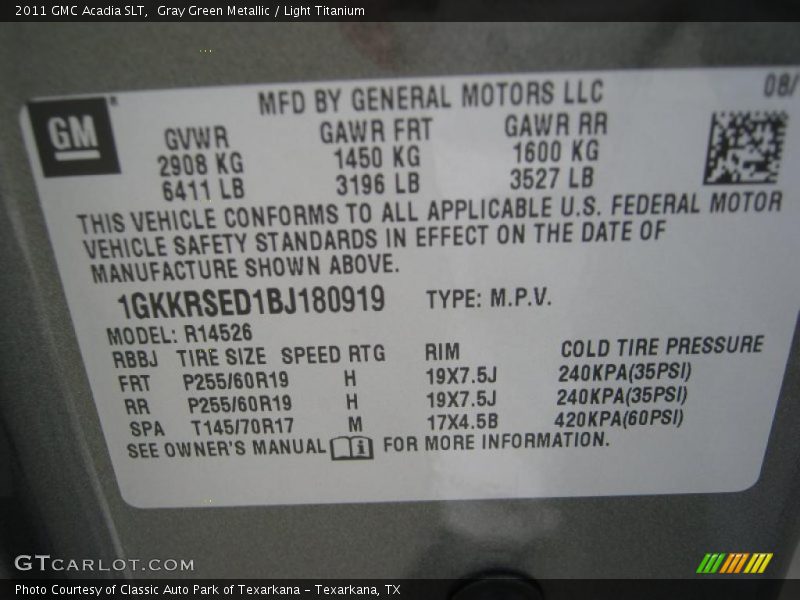 2011 GMC Acadia SLT,  Gray Green Metallic / Light Titanium
MFD BY GENERAL MOTORS LLC
08/
GM
GVWR GAWR FRT GAWR RR
2908 KG 1450 KG 1600 KG
6411 LB 3196 LB 3527 LB
THIS VEHICLE CONFORMS TO ALL APPLICABLE U.S. FEDERAL MOTOR
VEHICLE SAFETY STANDARDS IN EFFECT ON THE DATE OF
MANUFACTURE SHOWN ABOVE.
1GKKRSED1BJ180919 TYPE: M.P.V.
MODEL: R14526
RBBJ TIRE SIZE SPEED RTG RIM COLD TIRE PRESSURE
FRT P255/60R19 H 19X7.5J 240KPA(35PSI)
RR P255/60R19 H 19X7.5J 240KPA(35PSI)
SPA T145/70R17 M 17X4.5B 420KPA(60PSI)
SEE OWNER'S MANUAL i FOR MORE INFORMATION.
GTCARLOT.COM
Photo Courtesy of Classic Auto Park of Texarkana - Texarkana, TX